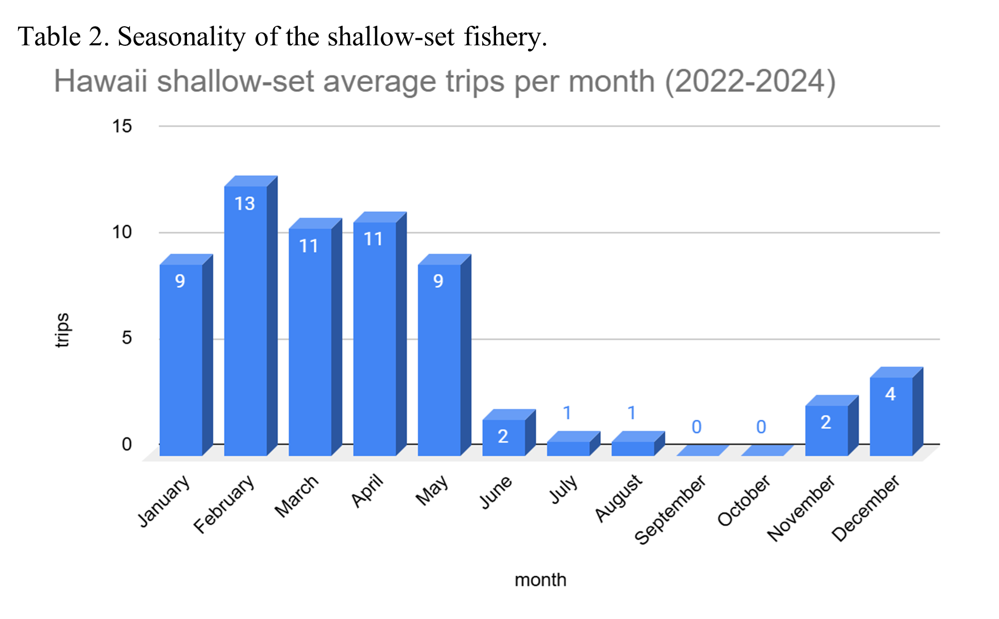 Table 2. Seasonality of the shallow-set fishery.
Hawaii shallow-set average trips per month (2022-2024)
15
10
5
0
trips
9
13
11
11
9
2
1
1
0
0
2
4
January
February
March
April
May
June
July
August
September
October
November
December
month